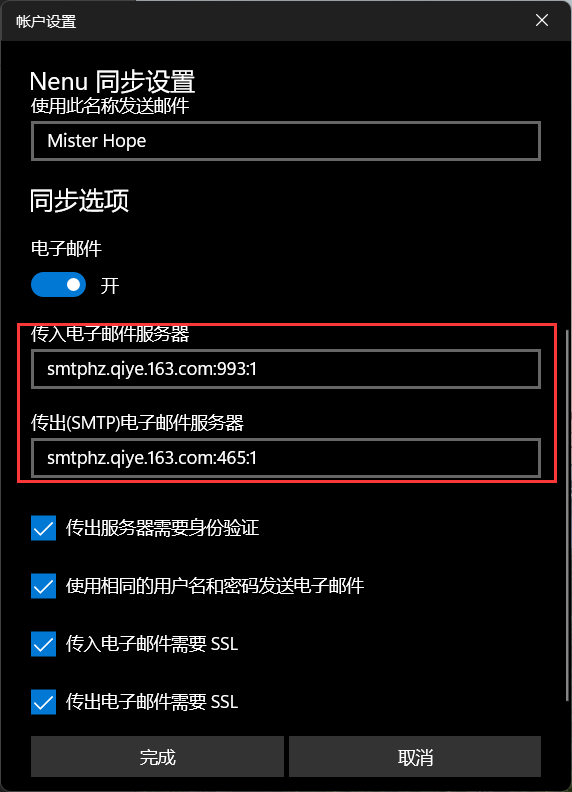 帐户设置
Nenu 同步设置
使用此名称发送邮件
Mister Hope
同步选项
电子邮件
开
传入电子邮件服务器
smtphz.qiye.163.com:993:1
传出(SMTP)电子邮件服务器
smtphz.qiye.163.com:465:1
传出服务器需要身份验证
使用相同的用户名和密码发送电子邮件
传入电子邮件需要 SSL
传出电子邮件需要 SSL
完成
取消